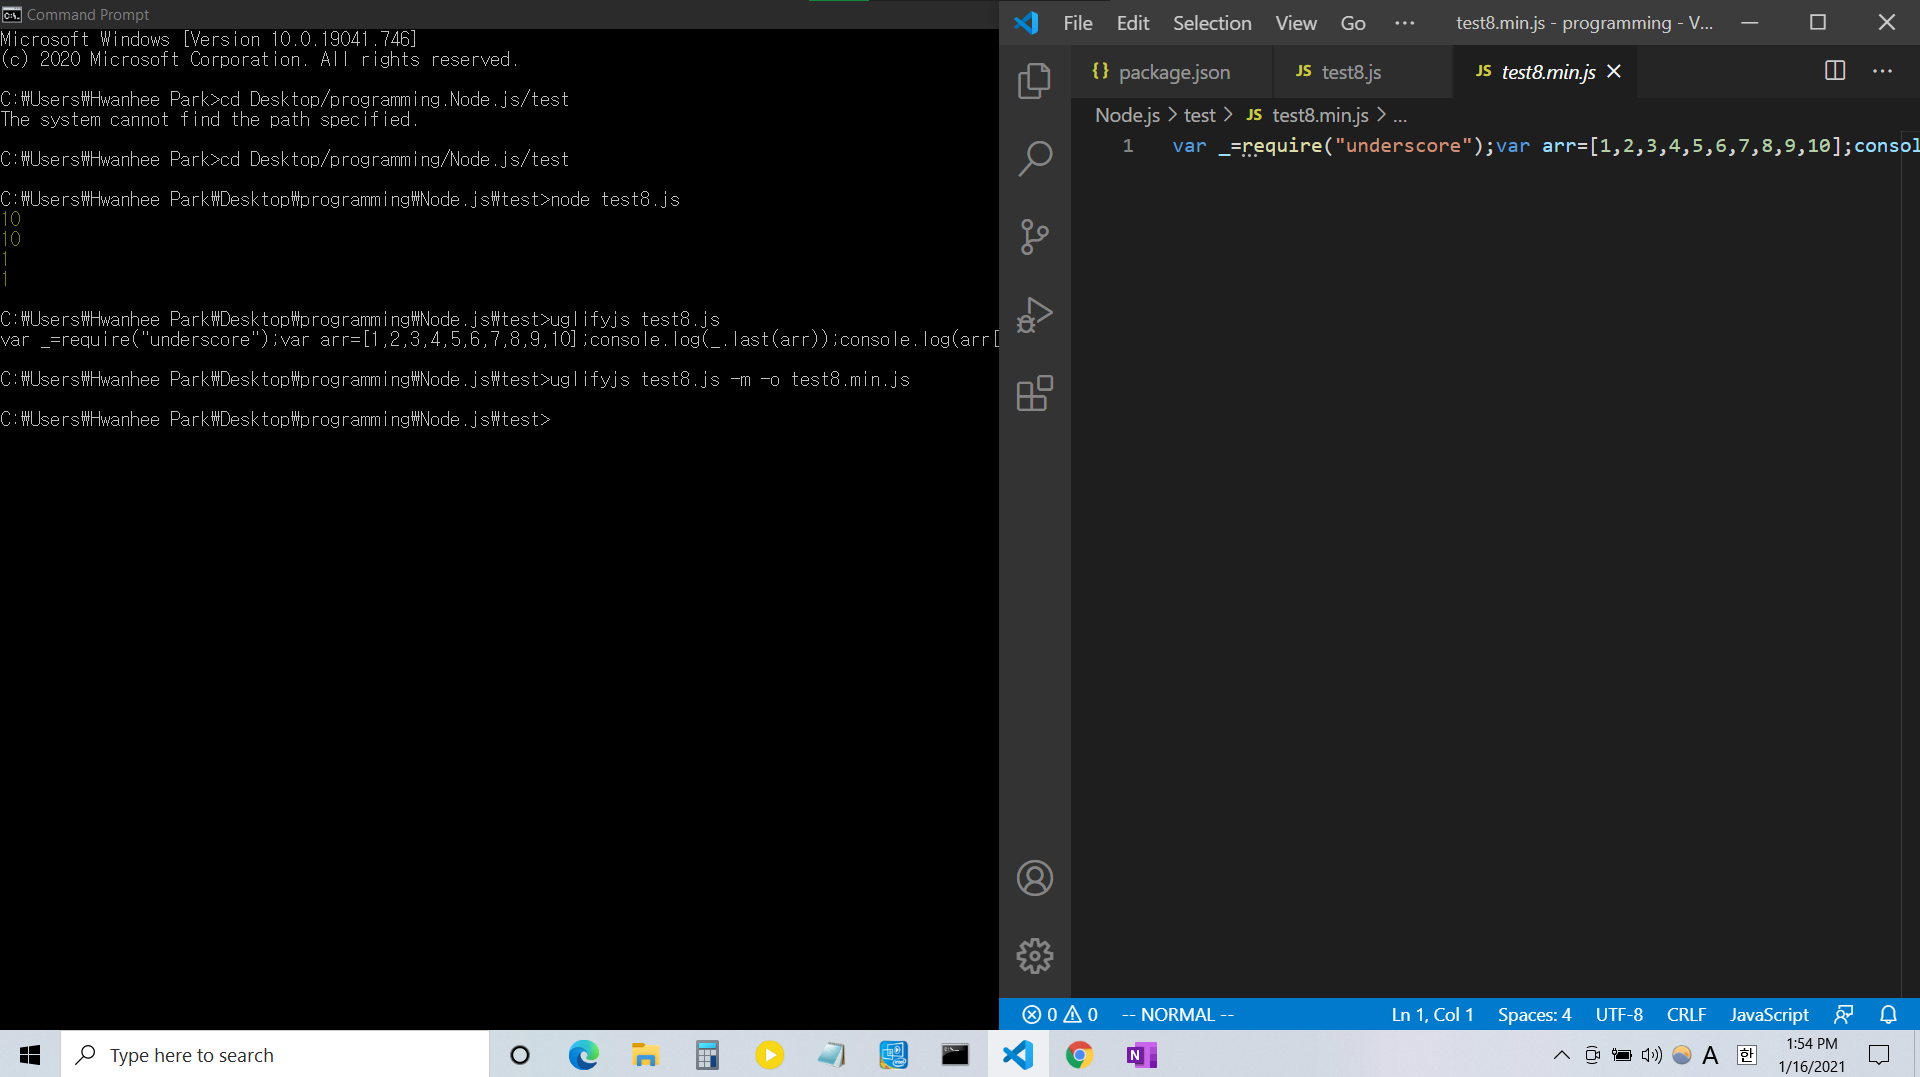 Command Prompt
Microsoft Windows [Version 10.0.19041.746]
(c) 2020 Microsoft Corporation. All rights reserved.
C:₩Users₩Hwanhee Park>cd Desktop/programming.Node.js/test
The system cannot find the path specified.
C:₩Users₩Hwanhee Park>cd Desktop/programming/Node.js/test
C:₩Users₩Hwanhee Park₩Desktop₩programming₩Node.js₩test>node test8.js
10
10
1
1
C:₩Users₩Hwanhee Park₩Desktop₩programming₩Node.js₩test>uglifyjs test8.js
var _=require("underscore");var arr=[1,2,3,4,5,6,7,8,9,10];console.log(_.last(arr));console.log(arr[
C:₩Users₩Hwanhee Park₩Desktop₩programming₩Node.js₩test>uglifyjs test8.js -m -o test8.min.js
C:₩Users₩Hwanhee Park₩Desktop₩programming₩Node.js₩test>
File Edit Selection View Go ··· test8.min.js - programming - V...
{} package.json JS test8.js JS test8.min.js
Node.js > test > JS test8.min.js > ...
1 var _=require("underscore");var arr=[1,2,3,4,5,6,7,8,9,10];consol
0 0 -- NORMAL -- Ln 1, Col 1 Spaces: 4 UTF-8 CRLF JavaScript
Type here to search
N
A 한 1:54 PM
1/16/2021